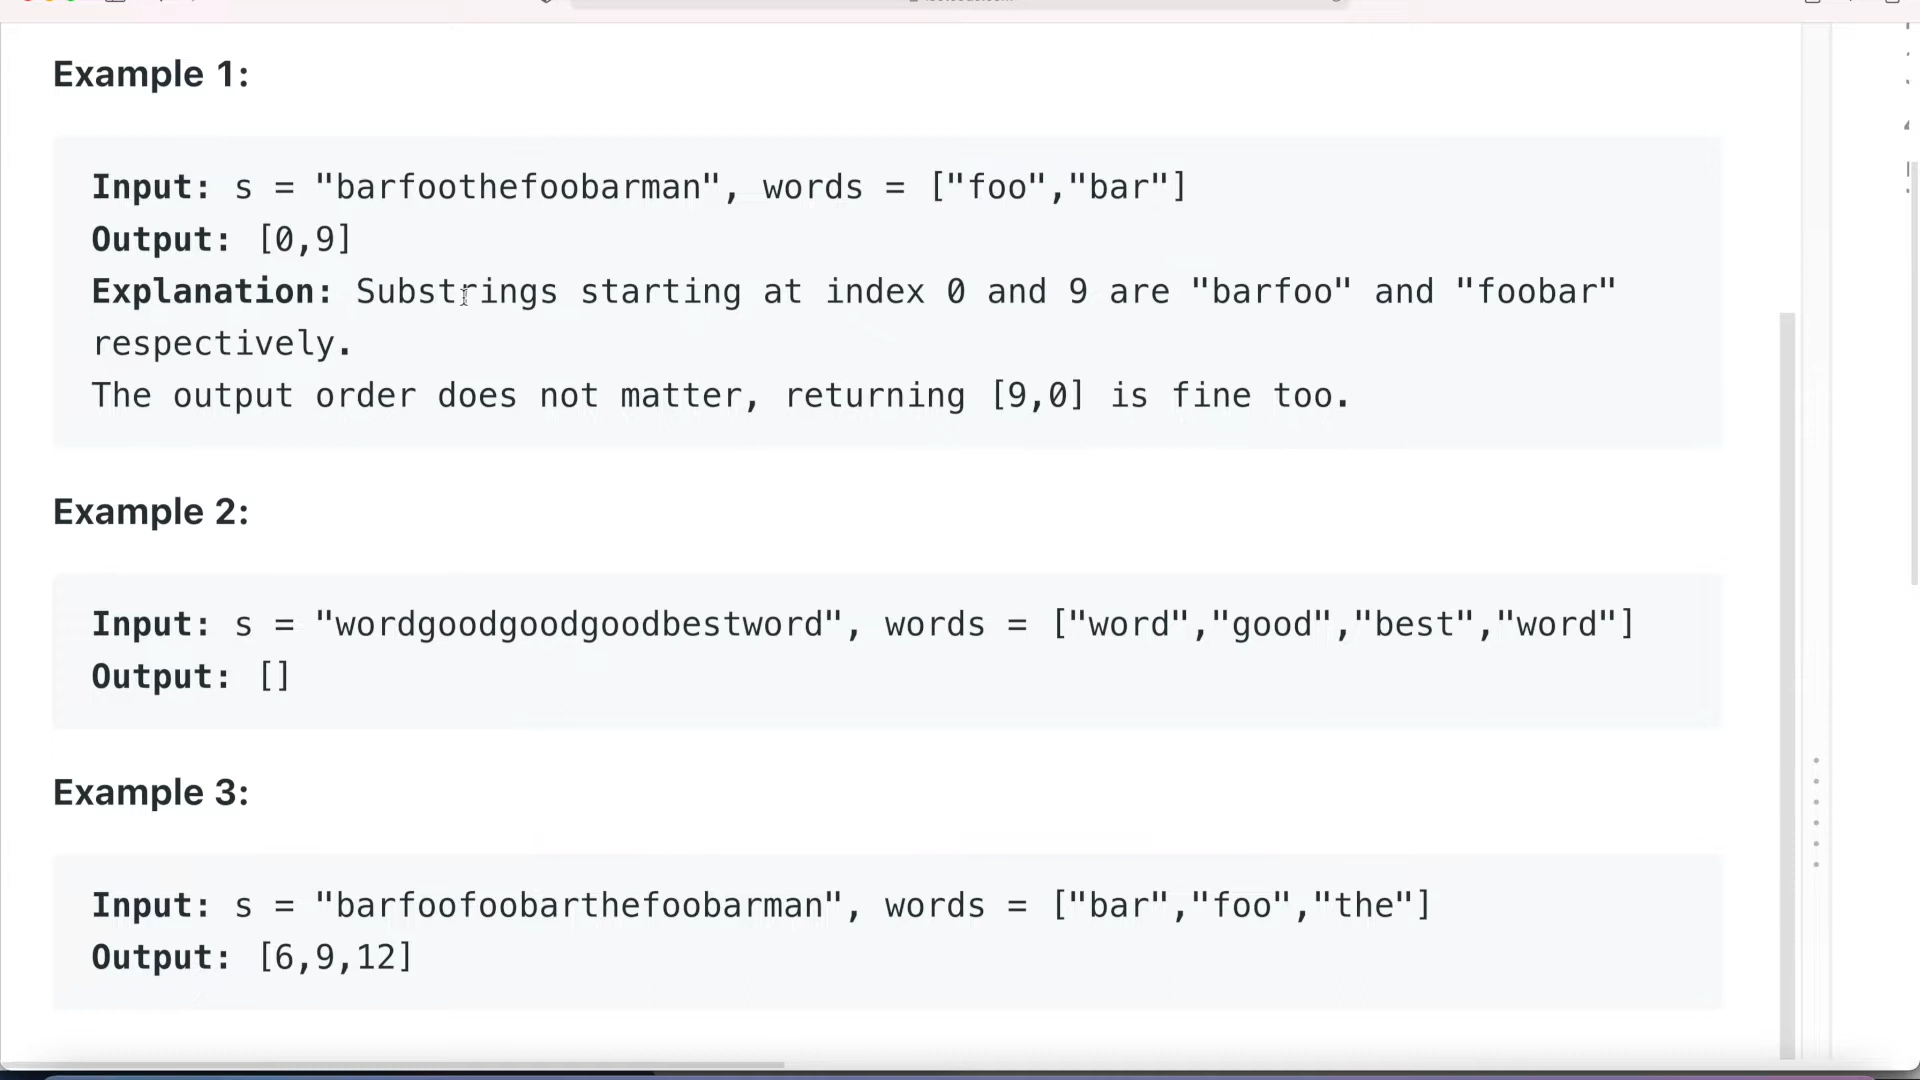 Example 1:
Input: s = "barfoothefoobarman", words = ["foo","bar"]
Output: [0,9]
Explanation: Substrings starting at index 0 and 9 are "barfoo" and "foobar"
respectively.
The output order does not matter, returning [9,0] is fine too.
Example 2:
Input: s = "wordgoodgoodgoodbestword", words = ["word","good","best","word"]
Output: []
Example 3:
Input: s = "barfoofoobarthefoobarman", words = ["bar","foo","the"]
Output: [6,9,12]